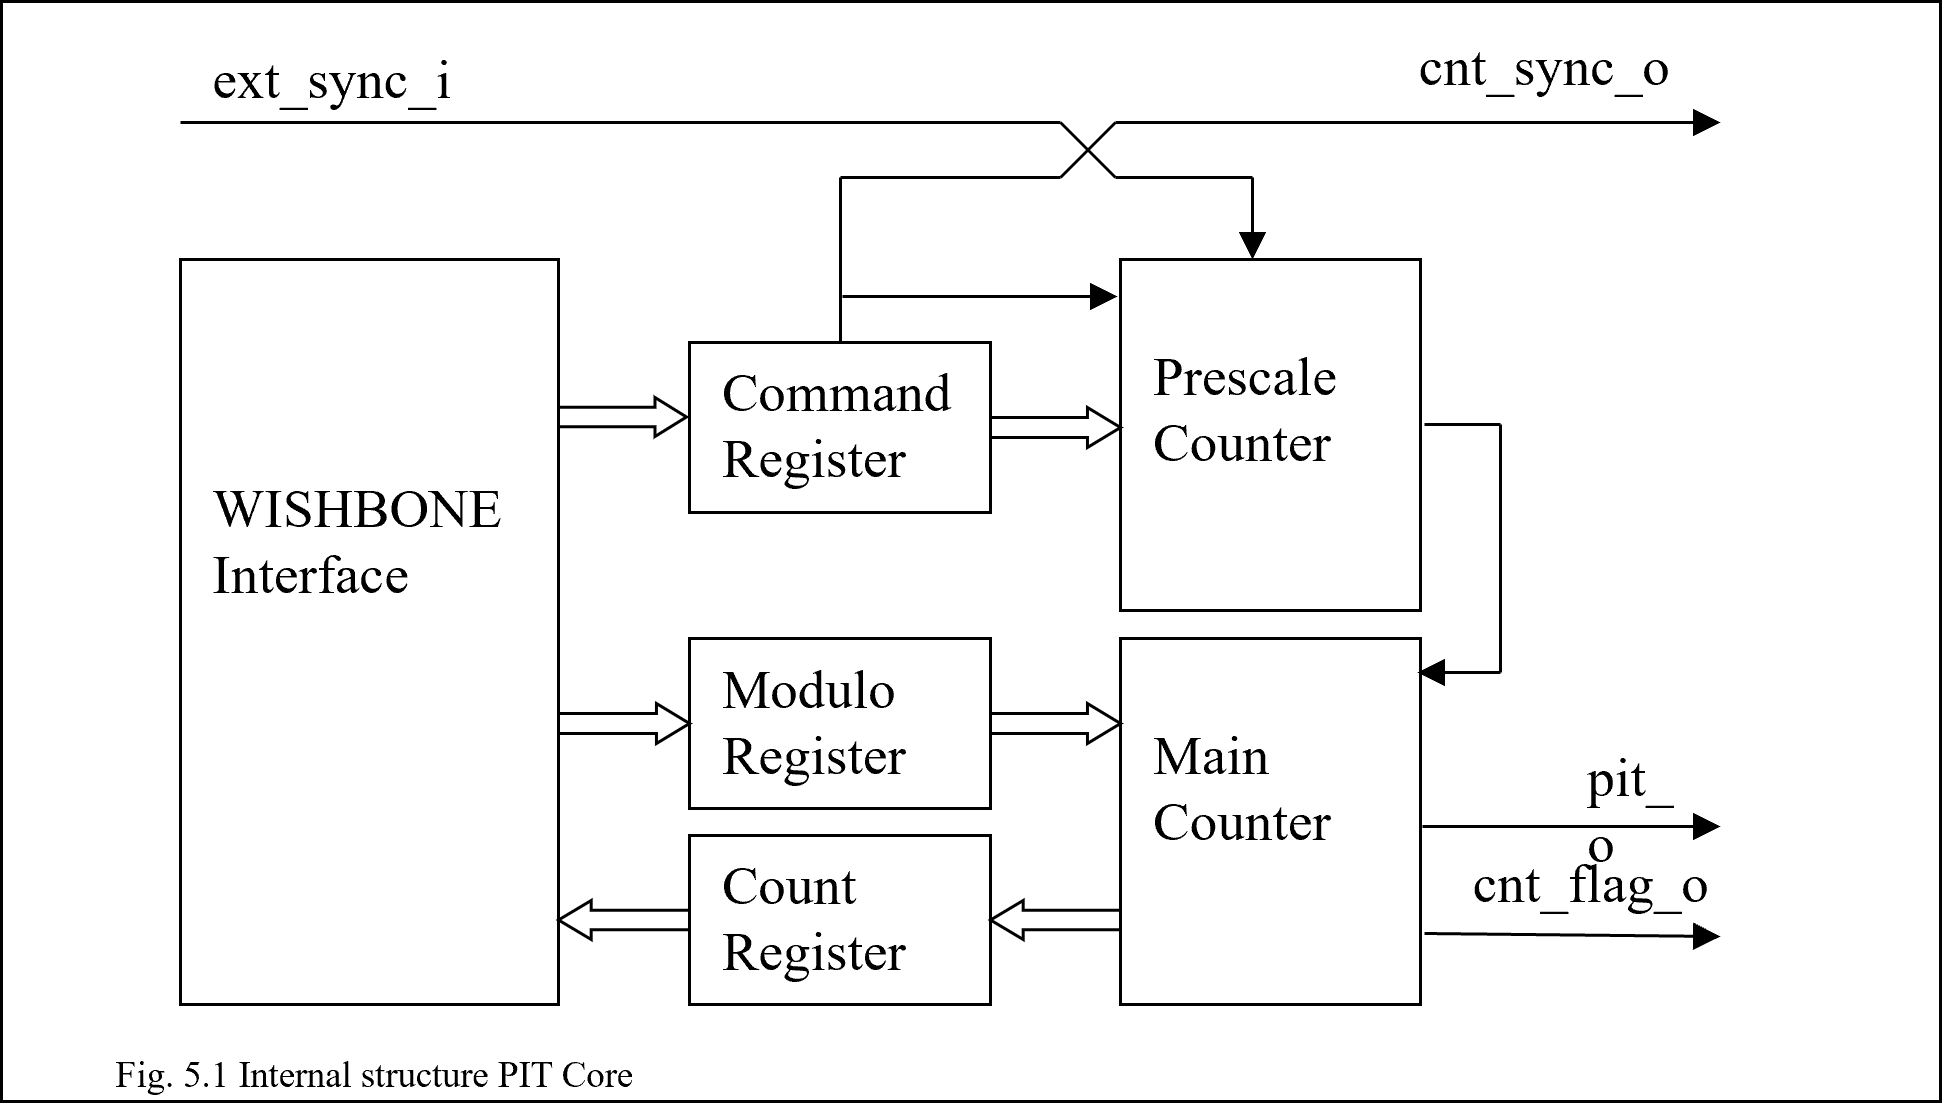 ext_sync_i
cnt_sync_o
Command
Register
Prescale
Counter
WISHBONE
Interface
Modulo
Register
Main
Counter
pit_
o
Count
Register
cnt_flag_o
Fig. 5.1 Internal structure PIT Core